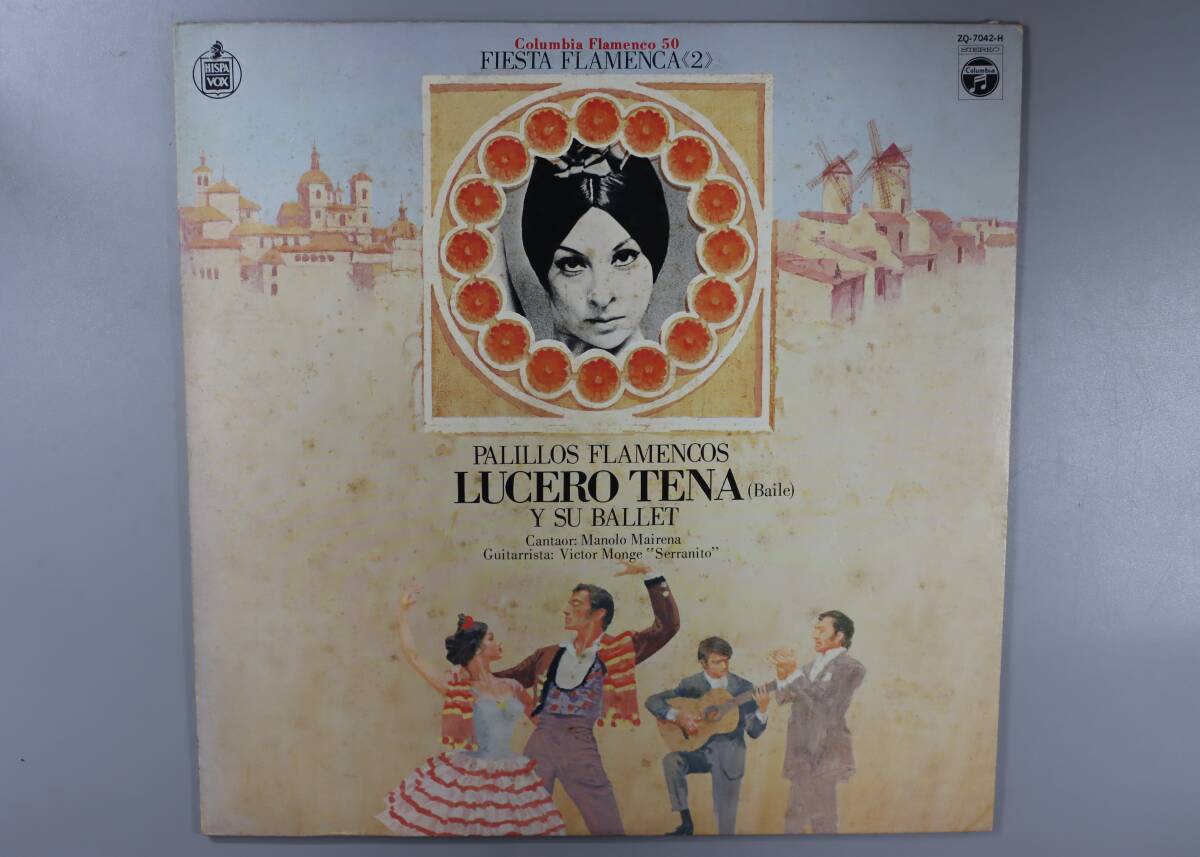 Columbia Flamenco 50
FIESTA FLAMENCA《2》
HISPA
VOX
ZQ-7042-H
STEREO
Columbia
PALILLOS FLAMENCOS
LUCERO TENA (Baile)
Y SU BALLET
Cantaor: Manolo Mairena
Guitarrista: Victor Monge "Serranito"